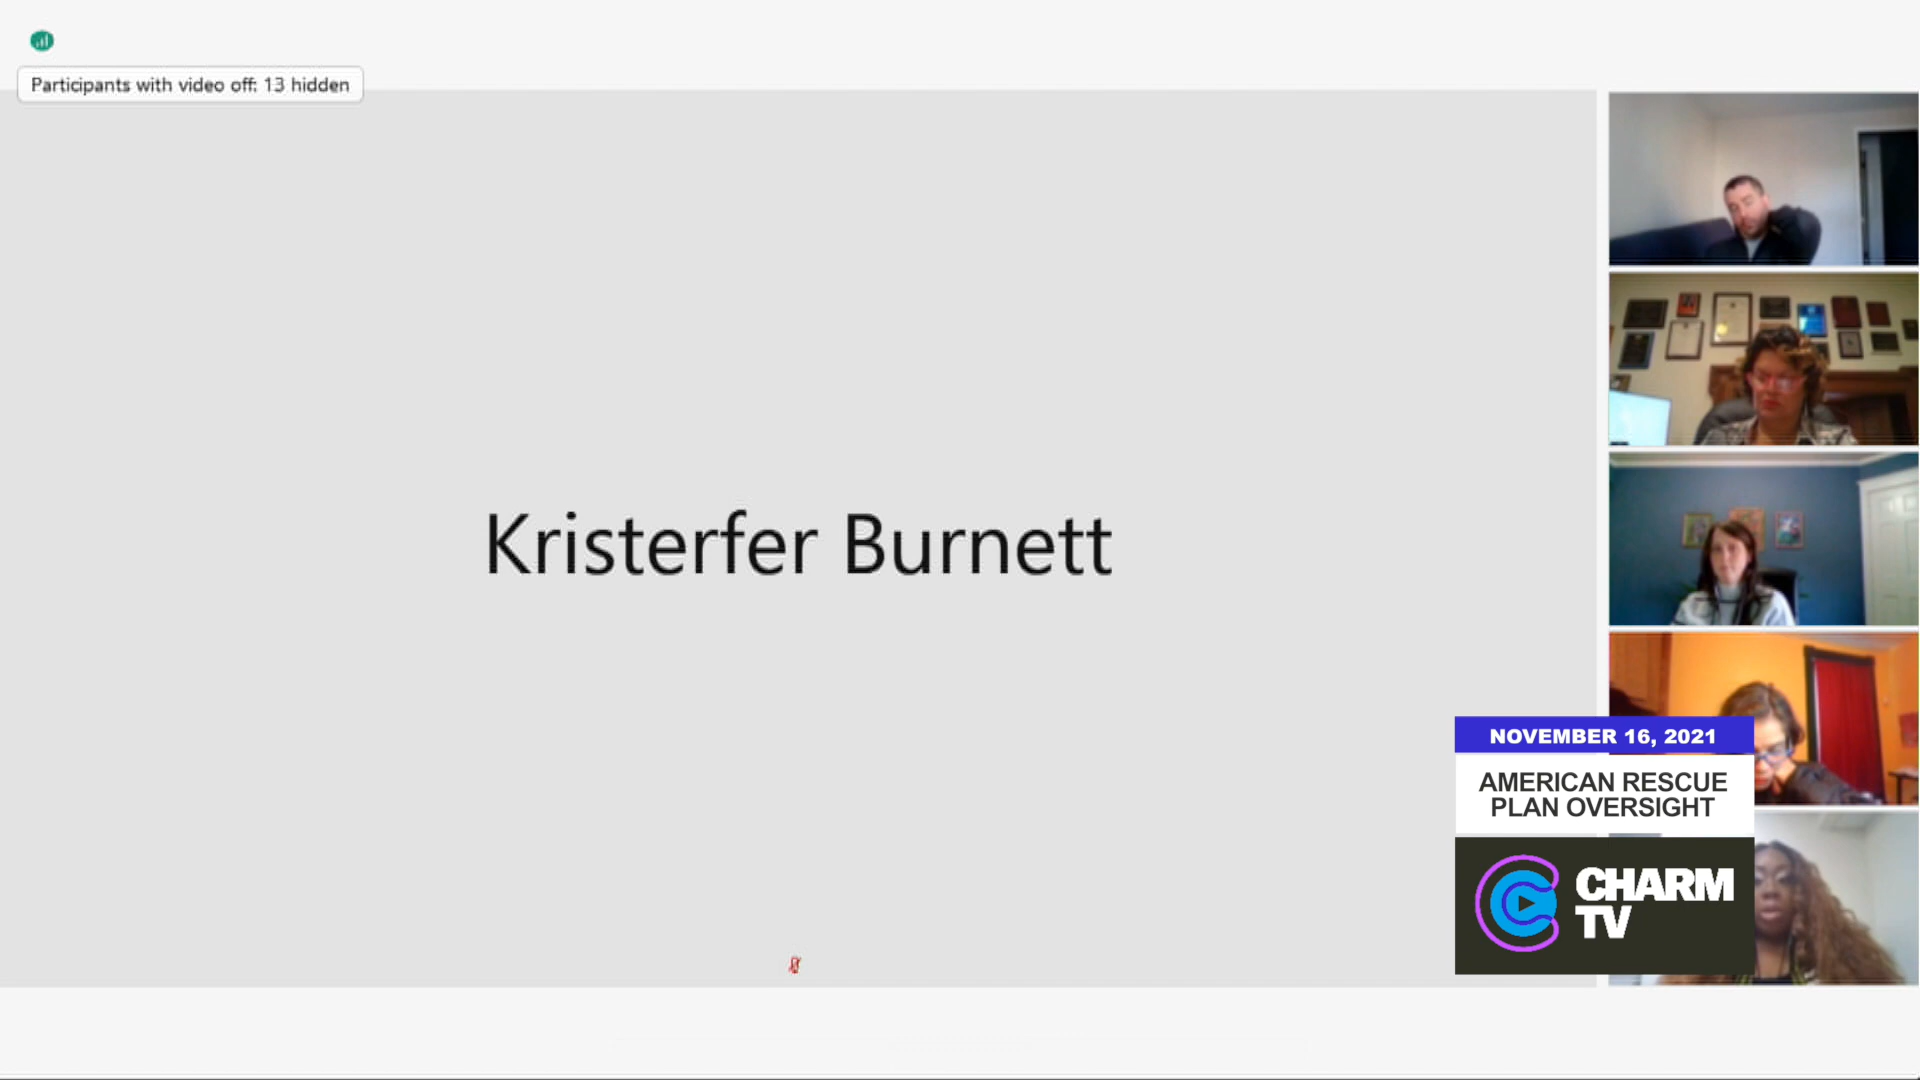 Participants with video off: 13 hidden
Kristerfer Burnett
NOVEMBER 16, 2021
AMERICAN RESCUE
PLAN OVERSIGHT
CHARM
TV